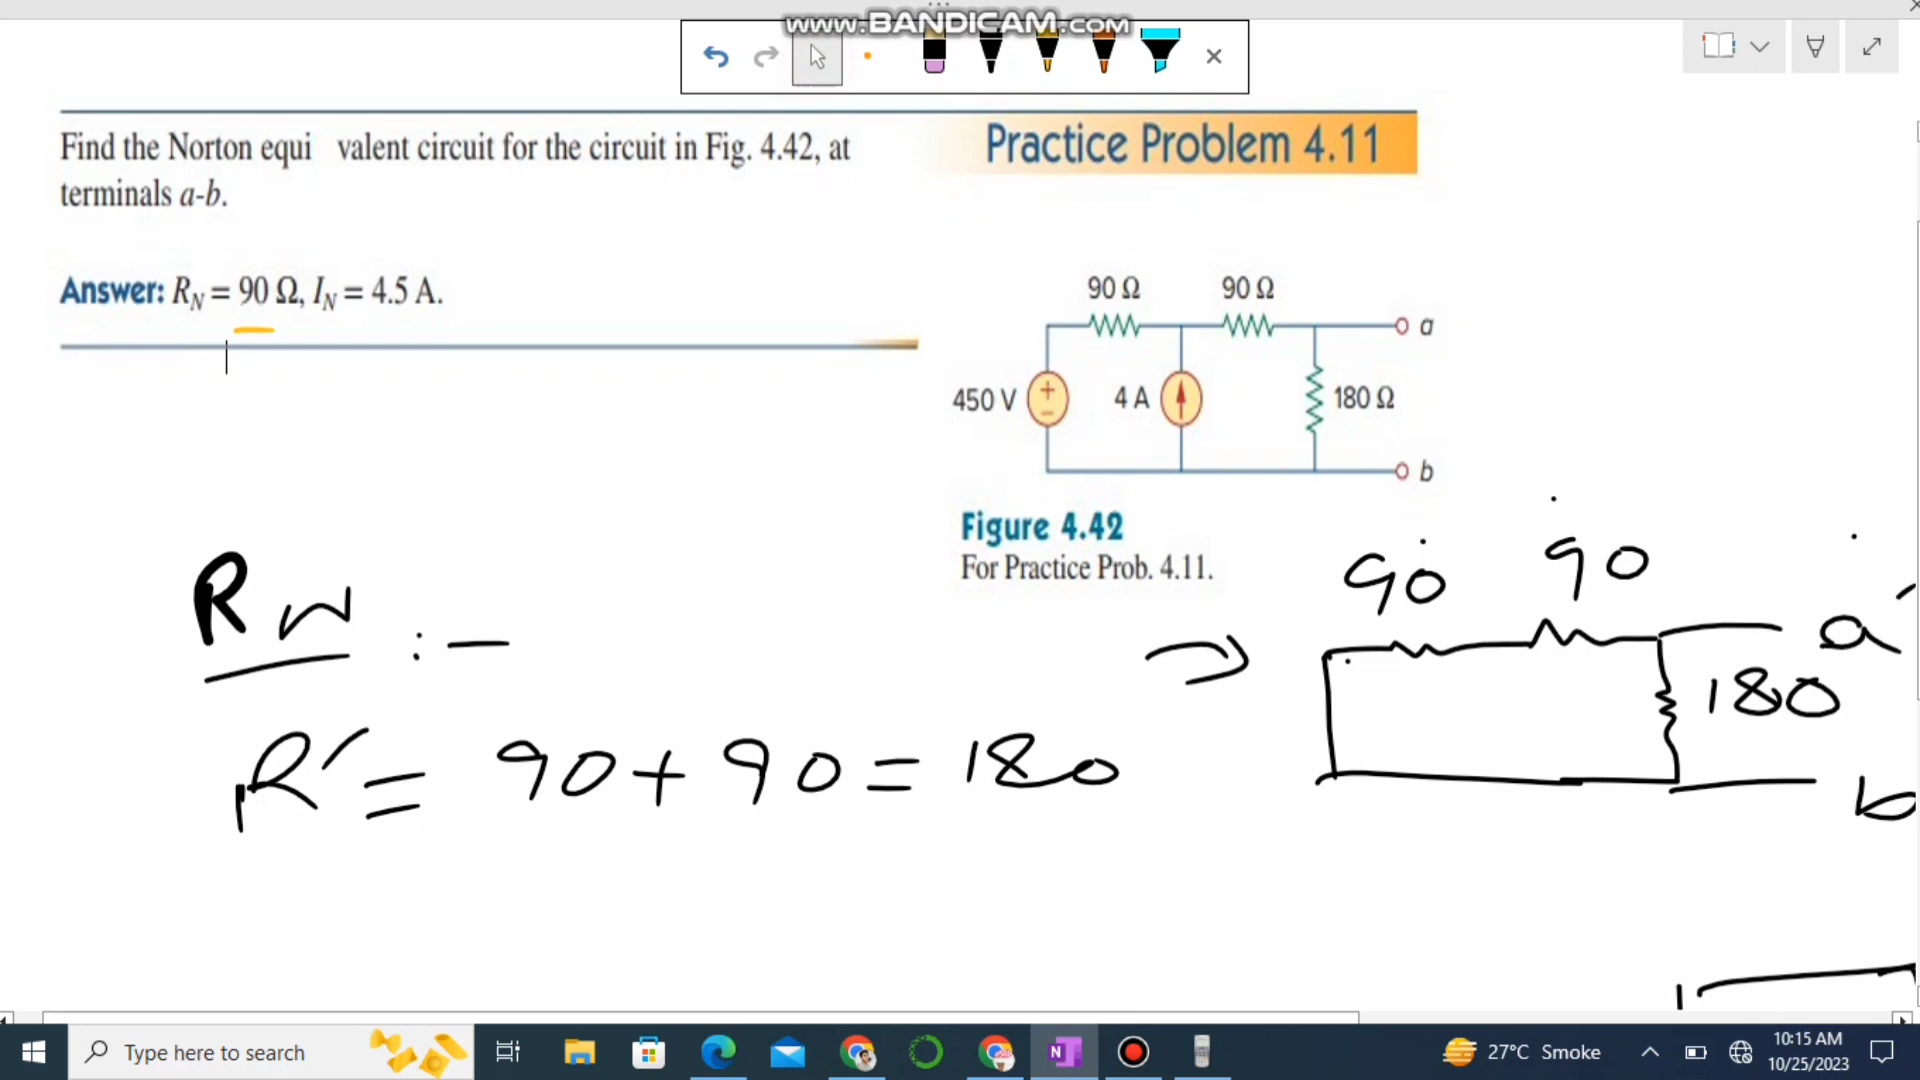 www.BANDICAM.com
Find the Norton equi valent circuit for the circuit in Fig. 4.42, at
terminals a-b.
Practice Problem 4.11
Answer: R_N = 90 Ω, I_N = 4.5 A.
90 Ω 90 Ω
a
450 V
+
−
4 A
180 Ω
b
Figure 4.42
For Practice Prob. 4.11.
R_N : —
90 90
a
180
b
R' = 90 + 90 = 180
Type here to search
N
27°C Smoke
10:15 AM
10/25/2023